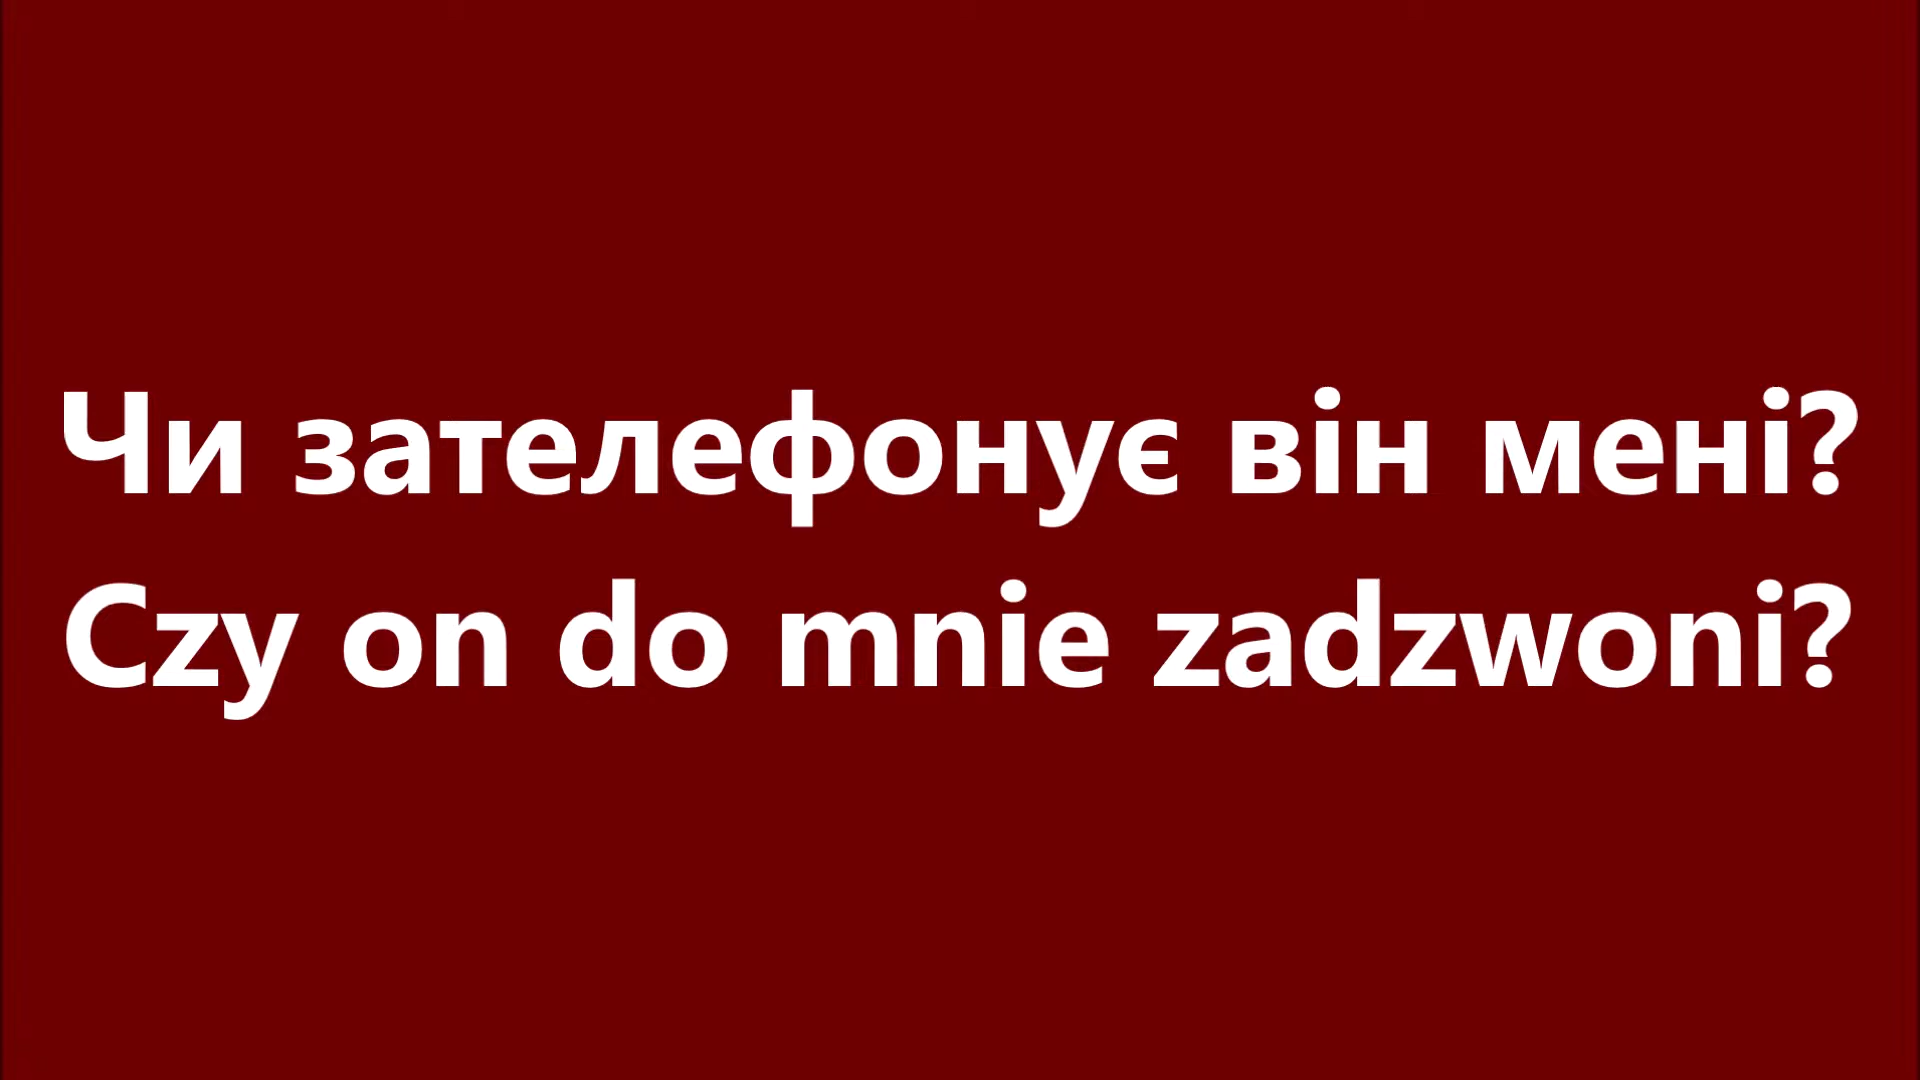 Чи зателефонує він мені?
Czy on do mnie zadzwoni?